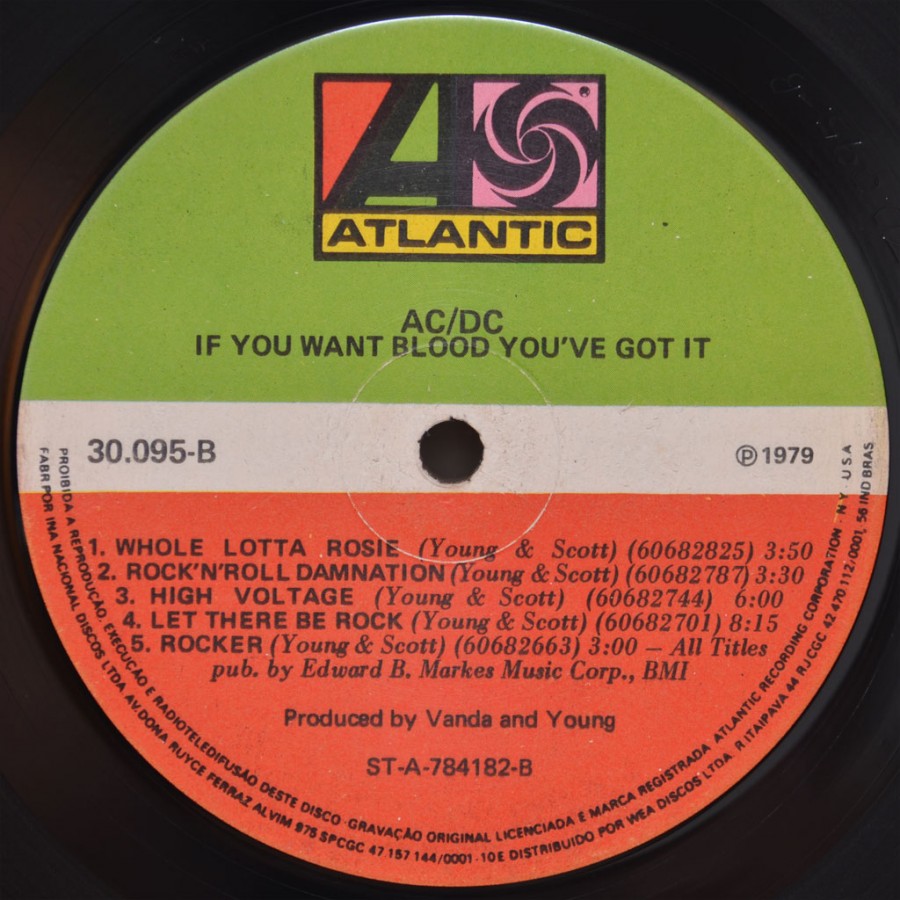 ATLANTIC
AC/DC
IF YOU WANT BLOOD YOU'VE GOT IT
30.095-B
Ⓟ 1979
1. WHOLE LOTTA ROSIE (Young & Scott) (60682825) 3:50
2. ROCK'N'ROLL DAMNATION (Young & Scott) (60682787) 3:30
3. HIGH VOLTAGE (Young & Scott) (60682744) 6:00
4. LET THERE BE ROCK (Young & Scott) (60682701) 8:15
5. ROCKER (Young & Scott) (60682663) 3:00 — All Titles
pub. by Edward B. Markes Music Corp., BMI
Produced by Vanda and Young
ST-A-784182-B
PROIBIDA A REPRODUÇÃO, EXECUÇÃO E RADIOTELEDIFUSÃO DESTE DISCO · GRAVAÇÃO ORIGINAL LICENCIADA E MARCA REGISTRADA ATLANTIC RECORDING CORPORATION · N Y · U S A
FABR POR INA NACIONAL DISCOS LTDA AV. DONA RUYCE FERRAZ ALVIM 975 SP CGC 47 157 144/0001 - 10 E DISTRIBUIDO POR WEA DISCOS LTDA. R ITAIPAVA 44 RJ CGC 42 470 112/0001, 56 IND BRAS